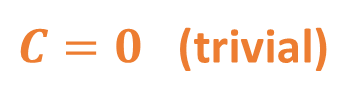 C = 0 (trivial)